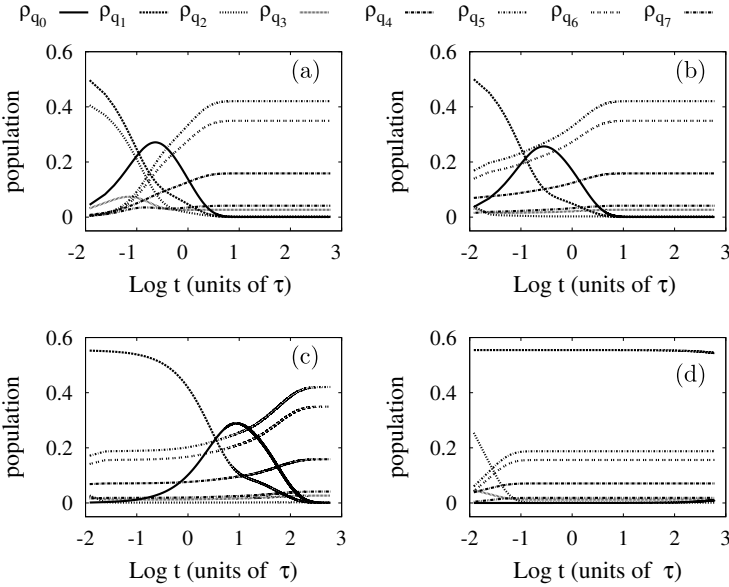 ρq0 ρq1 ρq2 ρq3 ρq4 ρq5 ρq6 ρq7
(a) (b)
0.6 0.6
0.4 0.4
0.2 0.2
0 0
population population
-2 -1 0 1 2 3 -2 -1 0 1 2 3
Log t (units of τ) Log t (units of τ)
(c) (d)
0.6 0.6
0.4 0.4
0.2 0.2
0 0
population population
-2 -1 0 1 2 3 -2 -1 0 1 2 3
Log t (units of τ) Log t (units of τ)